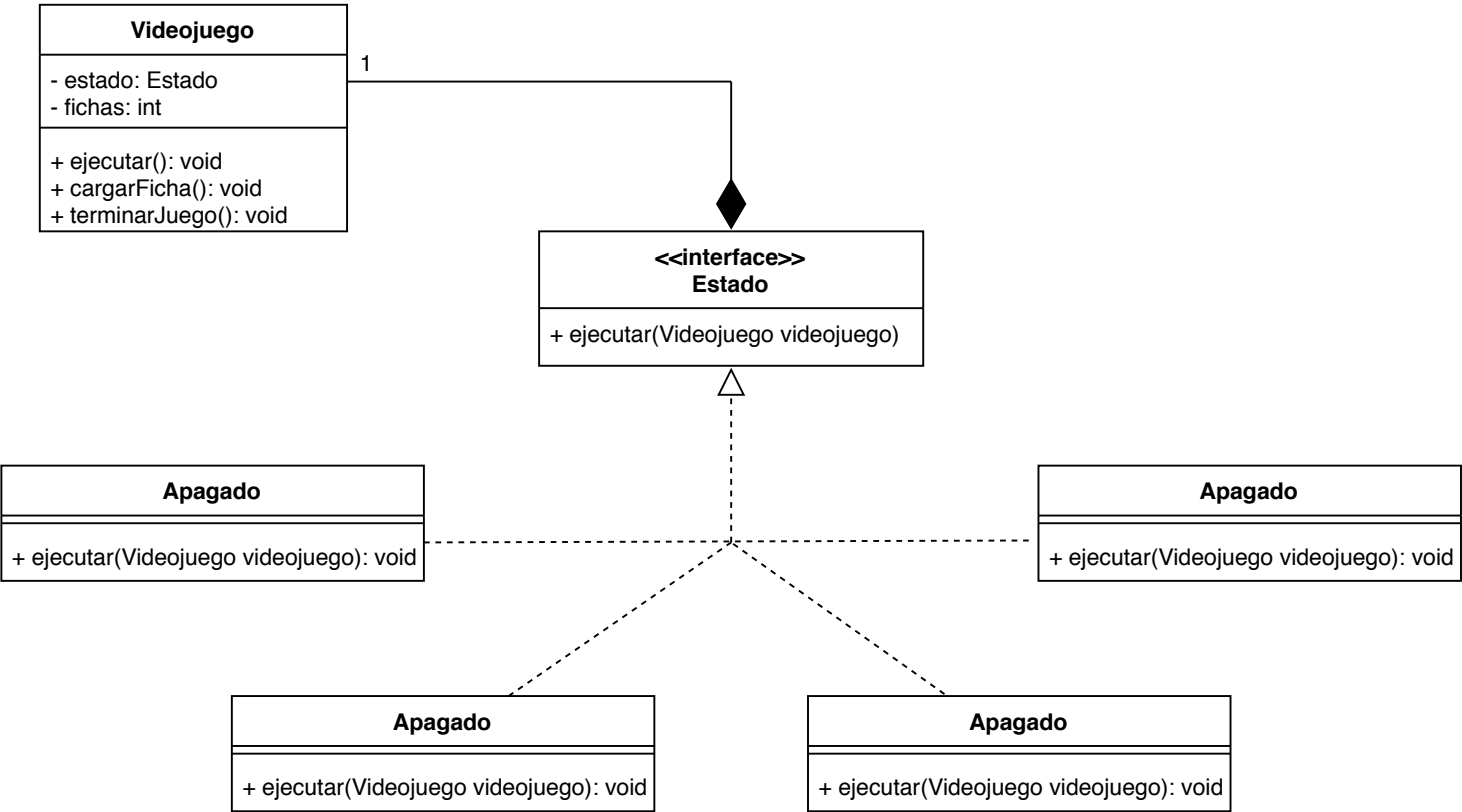 Videojuego
- estado: Estado
- fichas: int
+ ejecutar(): void
+ cargarFicha(): void
+ terminarJuego(): void
1
<<interface>>
Estado
+ ejecutar(Videojuego videojuego)
Apagado
+ ejecutar(Videojuego videojuego): void
Apagado
+ ejecutar(Videojuego videojuego): void
Apagado
+ ejecutar(Videojuego videojuego): void
Apagado
+ ejecutar(Videojuego videojuego): void